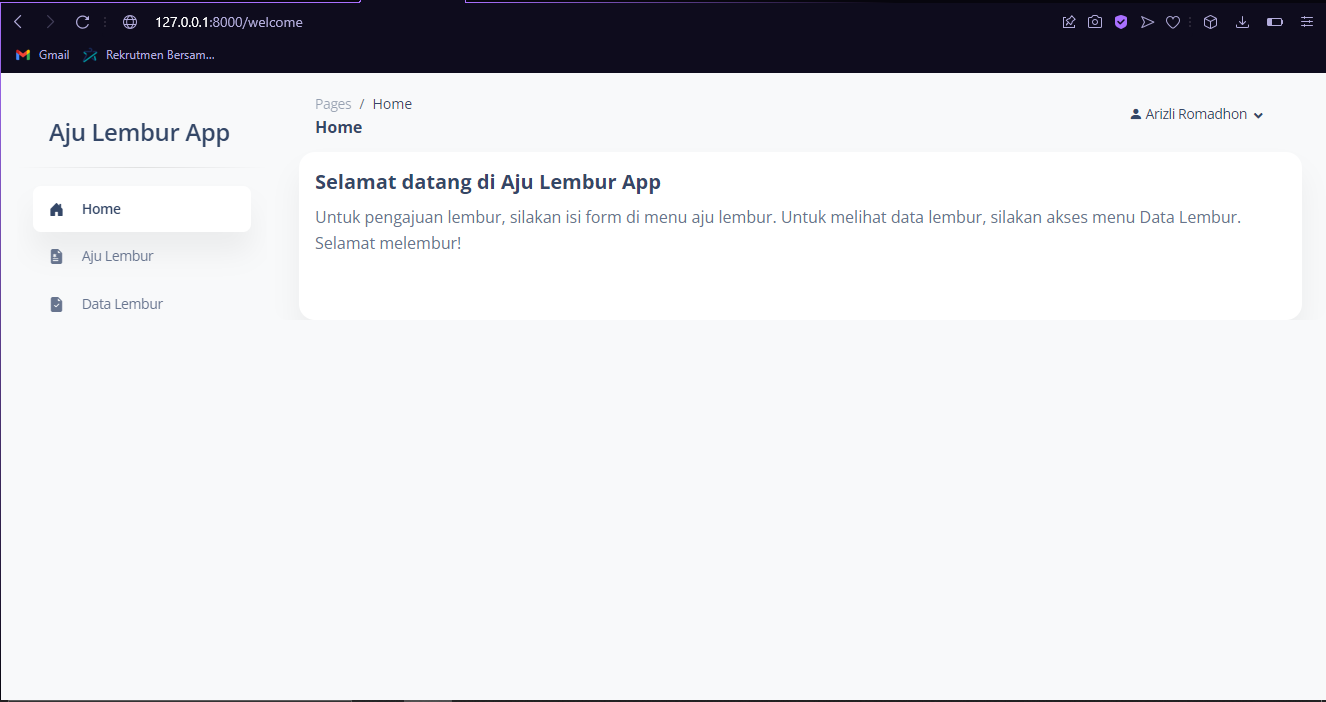 127.0.0.1:8000/welcome
Gmail
Rekrutmen Bersam...
Aju Lembur App
Home
Aju Lembur
Data Lembur
Pages / Home
Home
Arizli Romadhon
Selamat datang di Aju Lembur App
Untuk pengajuan lembur, silakan isi form di menu aju lembur. Untuk melihat data lembur, silakan akses menu Data Lembur.
Selamat melembur!